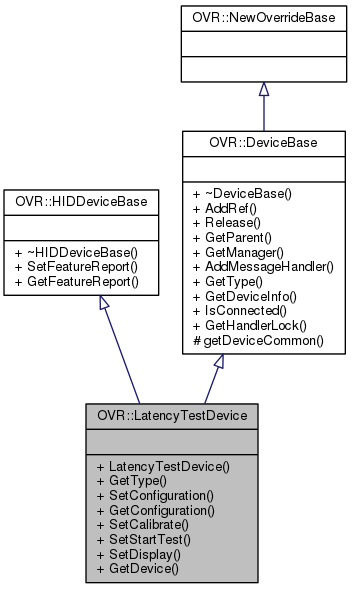 OVR::NewOverrideBase
OVR::DeviceBase
+ ~DeviceBase()
+ AddRef()
+ Release()
+ GetParent()
+ GetManager()
+ AddMessageHandler()
+ GetType()
+ GetDeviceInfo()
+ IsConnected()
+ GetHandlerLock()
# getDeviceCommon()
OVR::HIDDeviceBase
+ ~HIDDeviceBase()
+ SetFeatureReport()
+ GetFeatureReport()
OVR::LatencyTestDevice
+ LatencyTestDevice()
+ GetType()
+ SetConfiguration()
+ GetConfiguration()
+ SetCalibrate()
+ SetStartTest()
+ SetDisplay()
+ GetDevice()